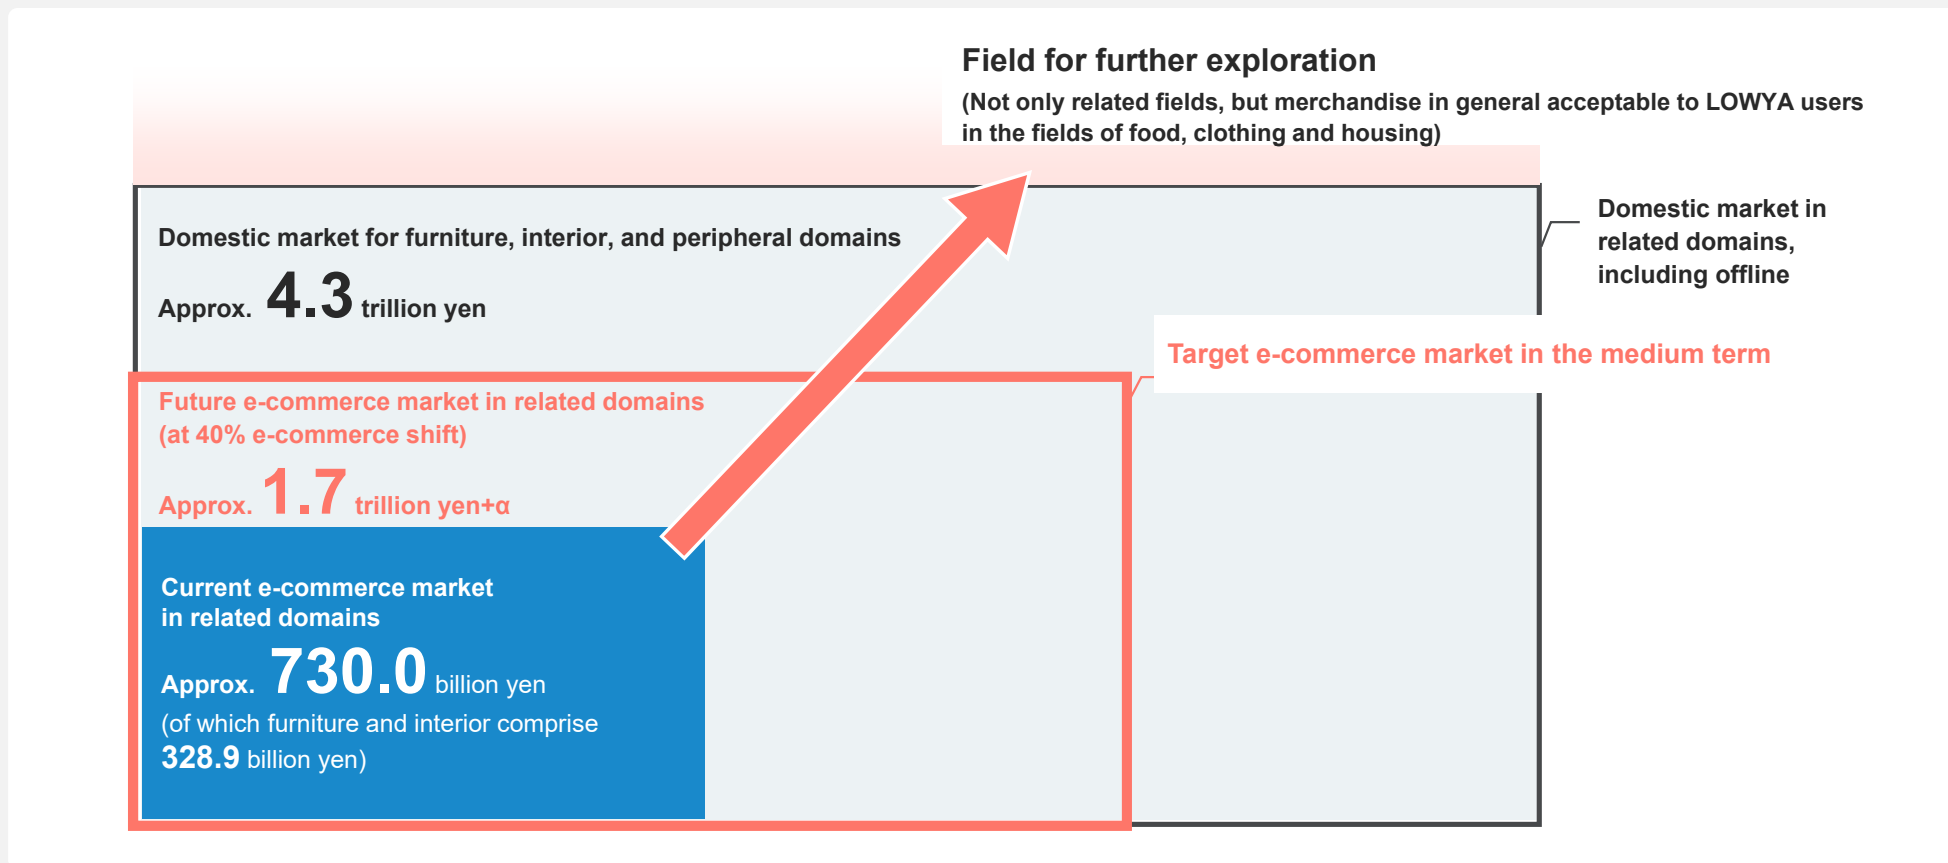 Field for further exploration
(Not only related fields, but merchandise in general acceptable to LOWYA users
in the fields of food, clothing and housing)
Domestic market in
related domains,
including offline
Domestic market for furniture, interior, and peripheral domains
Approx. 4.3 trillion yen
Target e-commerce market in the medium term
Future e-commerce market in related domains
(at 40% e-commerce shift)
Approx. 1.7 trillion yen+α
Current e-commerce market
in related domains
Approx. 730.0 billion yen
(of which furniture and interior comprise
328.9 billion yen)